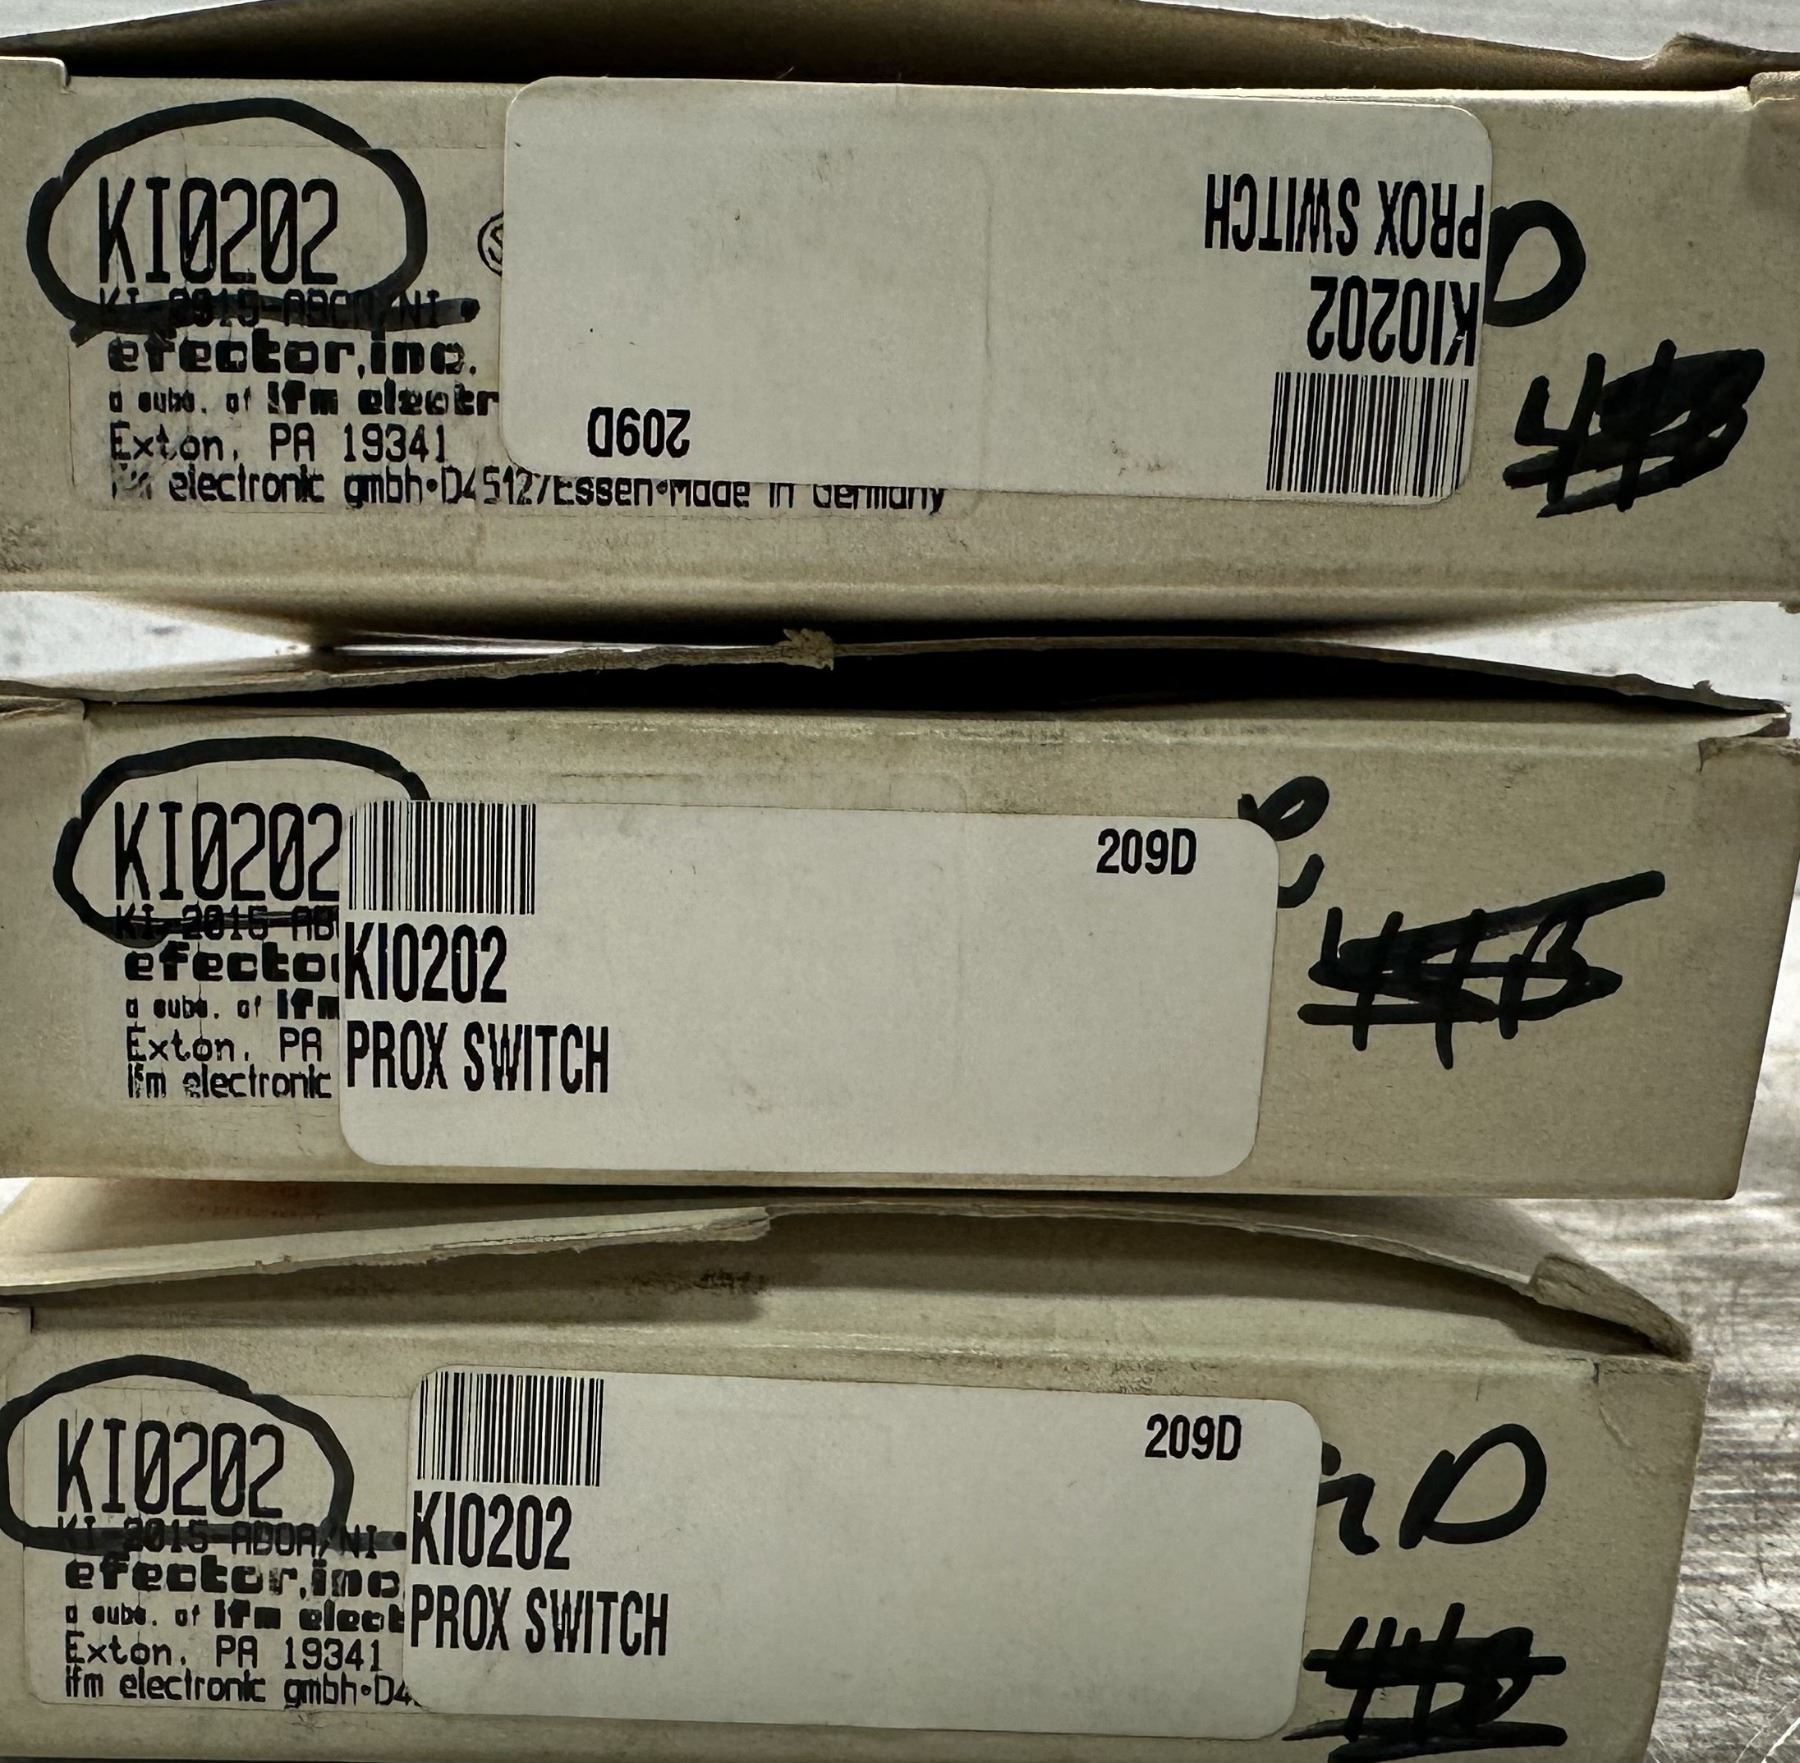 KI0202
KI-2015-ABOA/NI
efector,inc.
a subs. of ifm electr
Exton, PA 19341
ifm electronic gmbh•D45127Essen•Made in Germany
PROX SWITCH
KI0202
209D
D
KI0202
KI-2015-AB
efector
a subs. of ifm
Exton, PA
ifm electronic
KI0202
PROX SWITCH
209D
KI0202
KI-2015-ABOA/NI
efector,inc
a subs. of ifm elect
Exton, PA 19341
ifm electronic gmbh•D4
KI0202
PROX SWITCH
209D
D